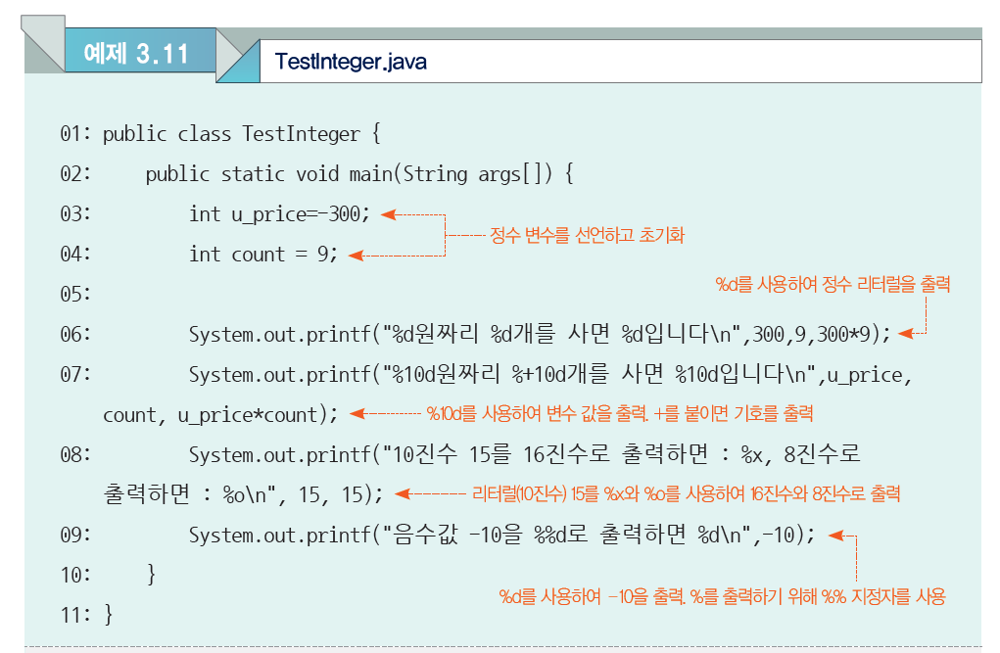 예제 3.11
TestInteger.java
01: public class TestInteger {
02: public static void main(String args[]) {
03: int u_price=-300;
정수 변수를 선언하고 초기화
04: int count = 9;
05:
%d를 사용하여 정수 리터럴을 출력
06: System.out.printf("%d원짜리 %d개를 사면 %d입니다\n",300,9,300*9);
07: System.out.printf("%10d원짜리 %+10d개를 사면 %10d입니다\n",u_price,
count, u_price*count); %10d를 사용하여 변수 값을 출력. +를 붙이면 기호를 출력
08: System.out.printf("10진수 15를 16진수로 출력하면 : %x, 8진수로
출력하면 : %o\n", 15, 15); 리터럴(10진수) 15를 %x와 %o를 사용하여 16진수와 8진수로 출력
09: System.out.printf("음수값 -10을 %%d로 출력하면 %d\n",-10);
10: }
%d를 사용하여 -10을 출력. %를 출력하기 위해 %% 지정자를 사용
11: }